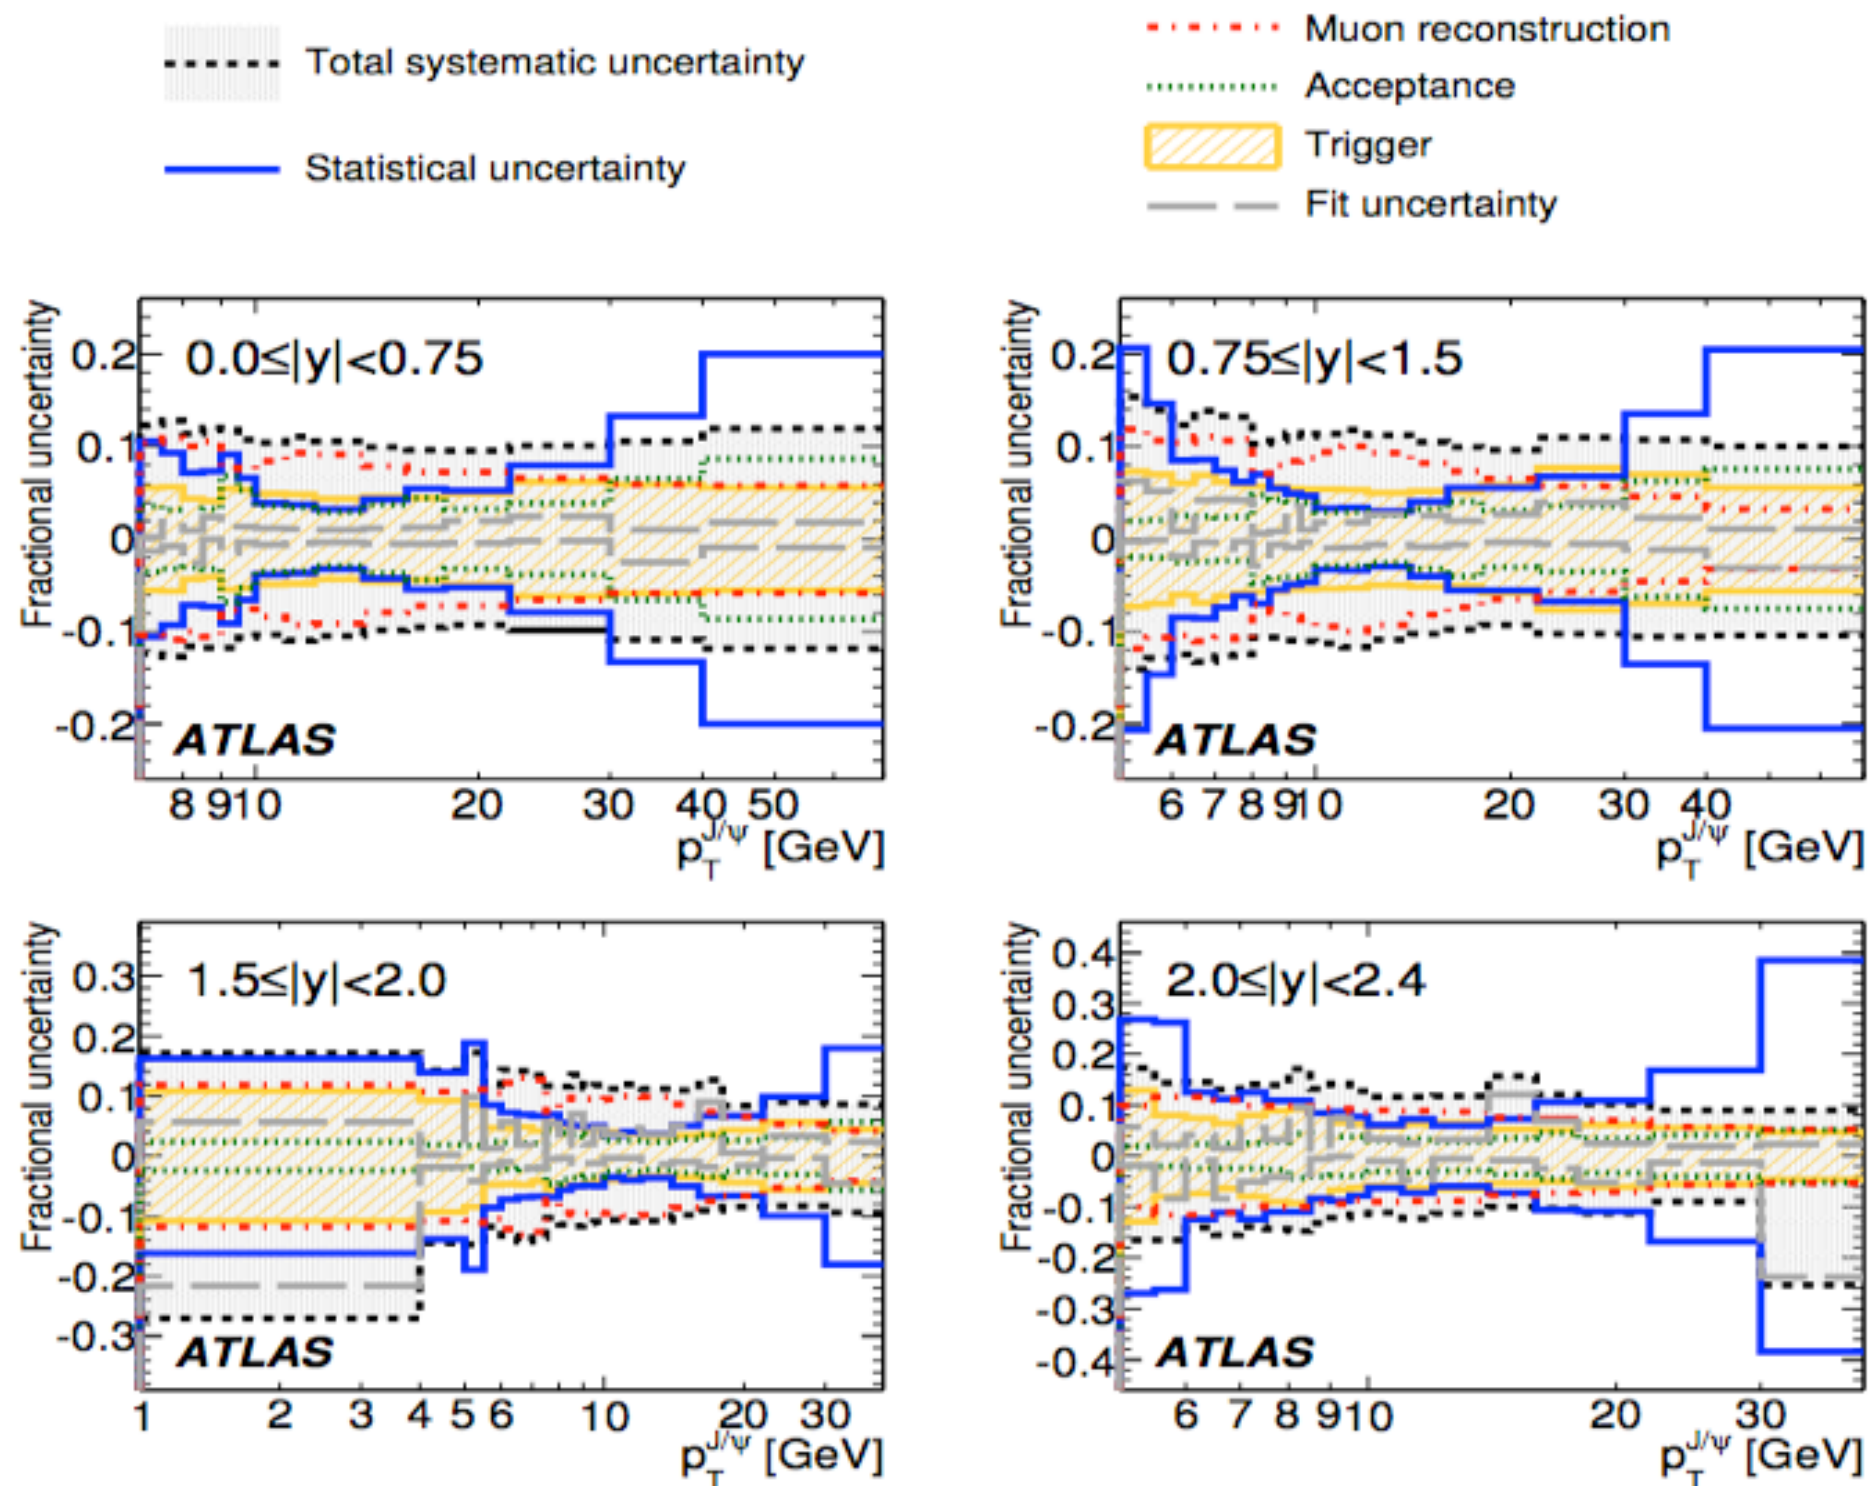 Total systematic uncertainty
Statistical uncertainty
Muon reconstruction
Acceptance
Trigger
Fit uncertainty
Fractional uncertainty
0.0≤|y|<0.75
0.2
0.1
0
-0.1
-0.2
ATLAS
8 9 10 20 30 40 50
p_T^{J/ψ} [GeV]
Fractional uncertainty
0.75≤|y|<1.5
0.2
0.1
0
-0.1
-0.2
ATLAS
6 7 8 9 10 20 30 40
p_T^{J/ψ} [GeV]
Fractional uncertainty
1.5≤|y|<2.0
0.3
0.2
0.1
0
-0.1
-0.2
-0.3
ATLAS
1 2 3 4 5 6 10 20 30
p_T^{J/ψ} [GeV]
Fractional uncertainty
2.0≤|y|<2.4
0.4
0.3
0.2
0.1
0
-0.1
-0.2
-0.3
-0.4
ATLAS
6 7 8 9 10 20 30
p_T^{J/ψ} [GeV]